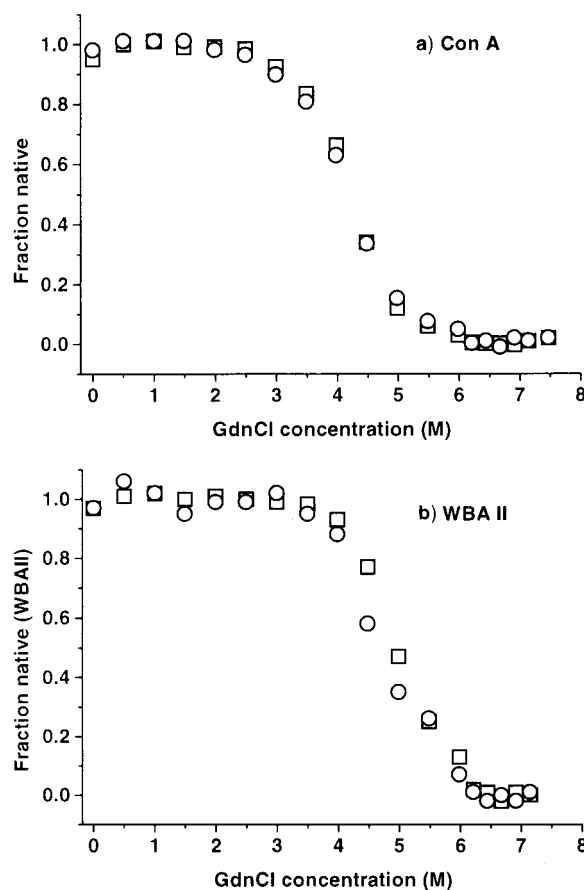 a) Con A
1.0
0.8
0.6
0.4
0.2
0.0
Fraction native
0 1 2 3 4 5 6 7 8
GdnCl concentration (M)
b) WBA II
1.0
0.8
0.6
0.4
0.2
0.0
Fraction native (WBAII)
0 1 2 3 4 5 6 7 8
GdnCl concentration (M)